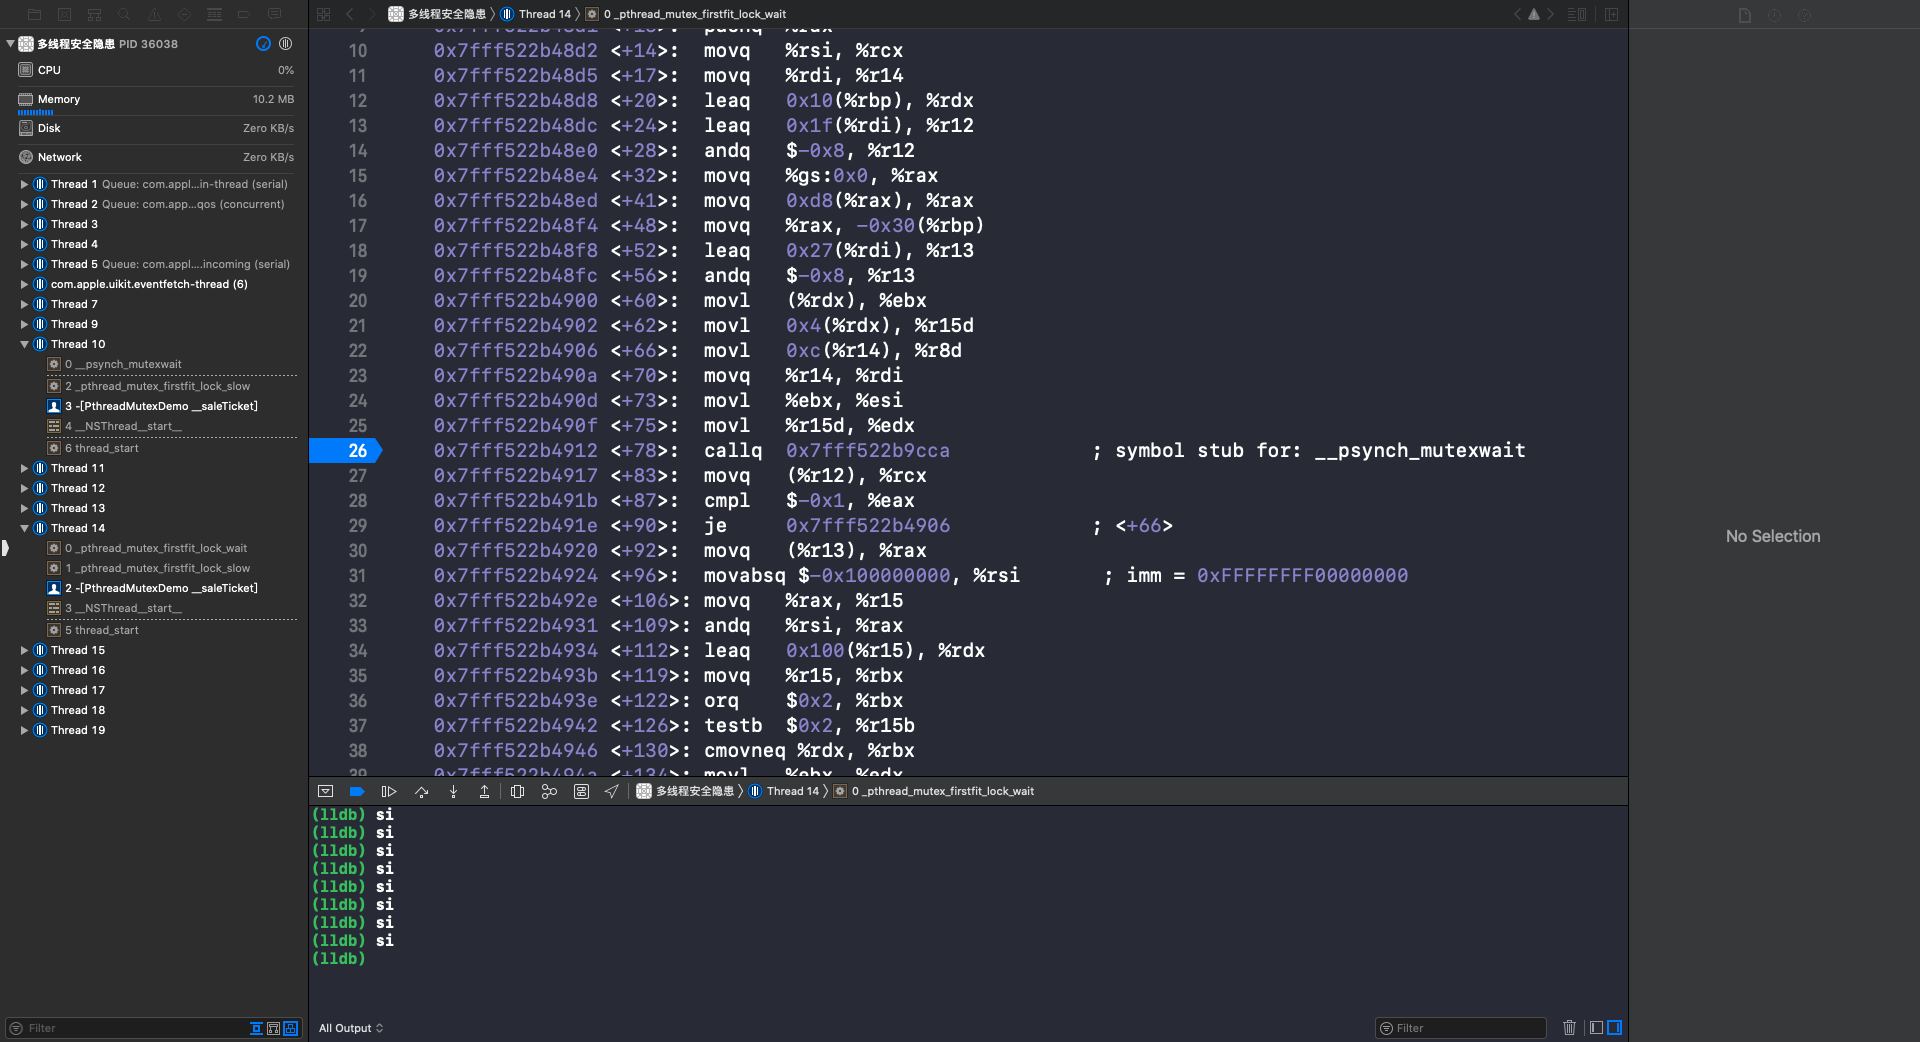 多线程安全隐患 PID 36038
CPU 0%
Memory 10.2 MB
Disk Zero KB/s
Network Zero KB/s
Thread 1 Queue: com.appl...in-thread (serial)
Thread 2 Queue: com.app...qos (concurrent)
Thread 3
Thread 4
Thread 5 Queue: com.appl....incoming (serial)
com.apple.uikit.eventfetch-thread (6)
Thread 7
Thread 9
Thread 10
0 __psynch_mutexwait
2 _pthread_mutex_firstfit_lock_slow
3 -[PthreadMutexDemo __saleTicket]
4 __NSThread__start__
6 thread_start
Thread 11
Thread 12
Thread 13
Thread 14
0 _pthread_mutex_firstfit_lock_wait
1 _pthread_mutex_firstfit_lock_slow
2 -[PthreadMutexDemo __saleTicket]
3 __NSThread__start__
5 thread_start
Thread 15
Thread 16
Thread 17
Thread 18
Thread 19
Filter
多线程安全隐患 〉 Thread 14 〉 0 _pthread_mutex_firstfit_lock_wait
10 0x7fff522b48d2 <+14>: movq %rsi, %rcx
11 0x7fff522b48d5 <+17>: movq %rdi, %r14
12 0x7fff522b48d8 <+20>: leaq 0x10(%rbp), %rdx
13 0x7fff522b48dc <+24>: leaq 0x1f(%rdi), %r12
14 0x7fff522b48e0 <+28>: andq $-0x8, %r12
15 0x7fff522b48e4 <+32>: movq %gs:0x0, %rax
16 0x7fff522b48ed <+41>: movq 0xd8(%rax), %rax
17 0x7fff522b48f4 <+48>: movq %rax, -0x30(%rbp)
18 0x7fff522b48f8 <+52>: leaq 0x27(%rdi), %r13
19 0x7fff522b48fc <+56>: andq $-0x8, %r13
20 0x7fff522b4900 <+60>: movl (%rdx), %ebx
21 0x7fff522b4902 <+62>: movl 0x4(%rdx), %r15d
22 0x7fff522b4906 <+66>: movl 0xc(%r14), %r8d
23 0x7fff522b490a <+70>: movq %r14, %rdi
24 0x7fff522b490d <+73>: movl %ebx, %esi
25 0x7fff522b490f <+75>: movl %r15d, %edx
26 0x7fff522b4912 <+78>: callq 0x7fff522b9cca ; symbol stub for: __psynch_mutexwait
27 0x7fff522b4917 <+83>: movq (%r12), %rcx
28 0x7fff522b491b <+87>: cmpl $-0x1, %eax
29 0x7fff522b491e <+90>: je 0x7fff522b4906 ; <+66>
30 0x7fff522b4920 <+92>: movq (%r13), %rax
31 0x7fff522b4924 <+96>: movabsq $-0x100000000, %rsi ; imm = 0xFFFFFFFF00000000
32 0x7fff522b492e <+106>: movq %rax, %r15
33 0x7fff522b4931 <+109>: andq %rsi, %rax
34 0x7fff522b4934 <+112>: leaq 0x100(%r15), %rdx
35 0x7fff522b493b <+119>: movq %r15, %rbx
36 0x7fff522b493e <+122>: orq $0x2, %rbx
37 0x7fff522b4942 <+126>: testb $0x2, %r15b
38 0x7fff522b4946 <+130>: cmovneq %rdx, %rbx
39 0x7fff522b494a <+134>: movl %ebx, %edx
多线程安全隐患 〉 Thread 14 〉 0 _pthread_mutex_firstfit_lock_wait
(lldb) si
(lldb) si
(lldb) si
(lldb) si
(lldb) si
(lldb) si
(lldb) si
(lldb) si
(lldb)
All Output
Filter
No Selection